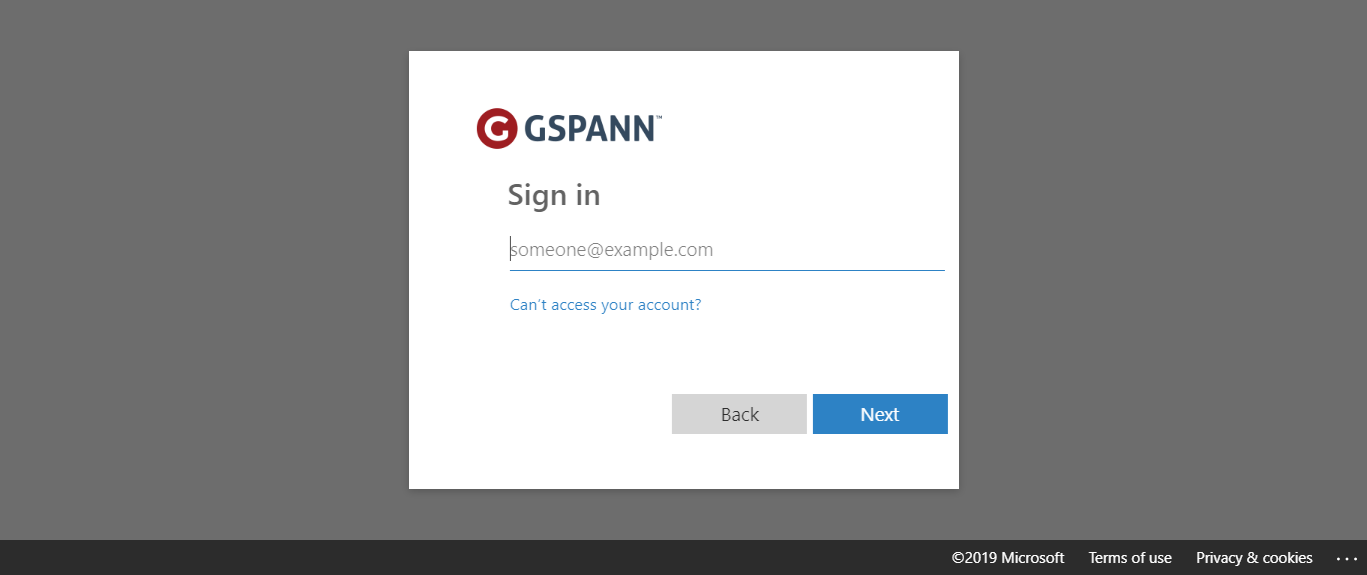 G GSPANN™
Sign in
someone@example.com
Can't access your account?
Back Next
©2019 Microsoft Terms of use Privacy & cookies ...